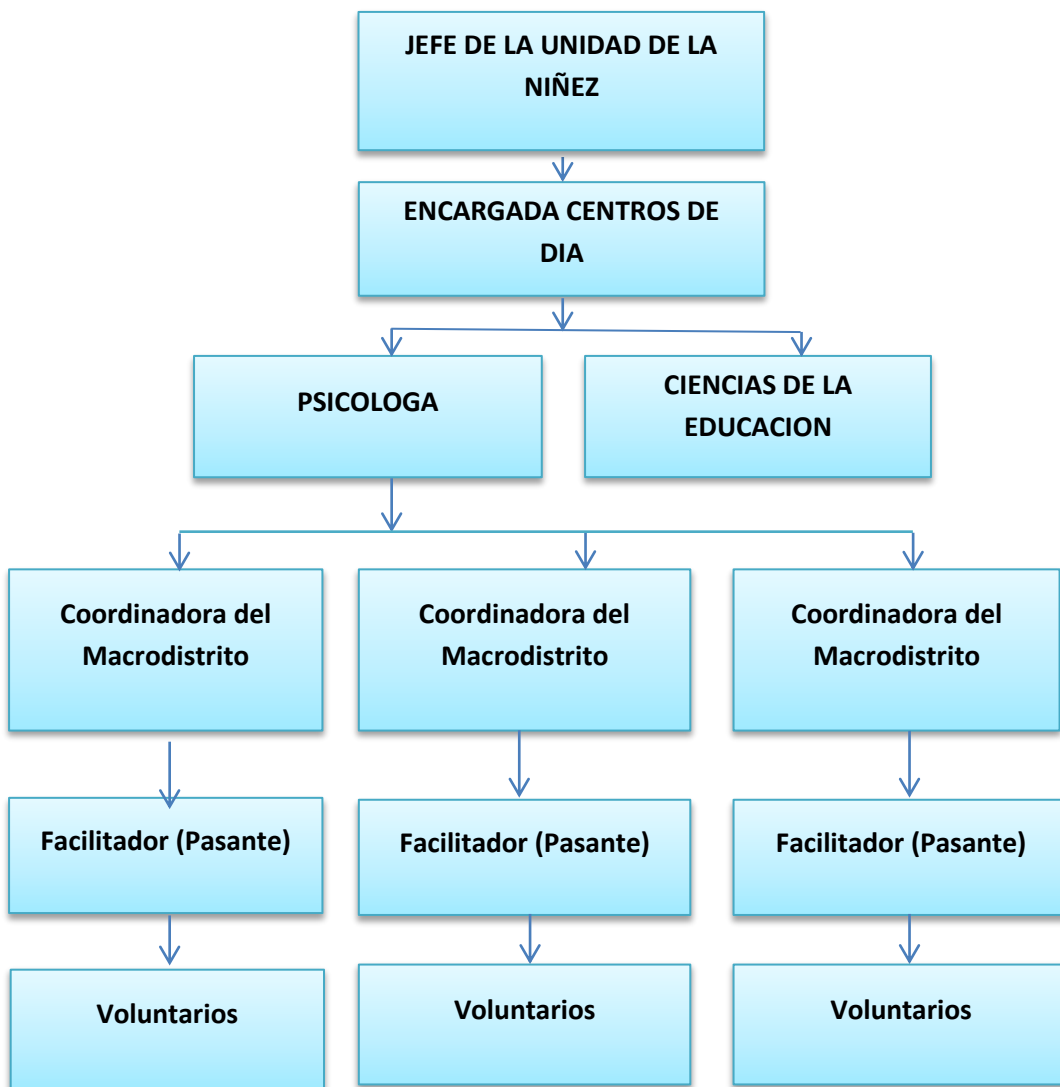 JEFE DE LA UNIDAD DE LA
NIÑEZ
ENCARGADA CENTROS DE
DIA
PSICOLOGA
CIENCIAS DE LA
EDUCACION
Coordinadora del
Macrodistrito
Coordinadora del
Macrodistrito
Coordinadora del
Macrodistrito
Facilitador (Pasante)
Facilitador (Pasante)
Facilitador (Pasante)
Voluntarios
Voluntarios
Voluntarios